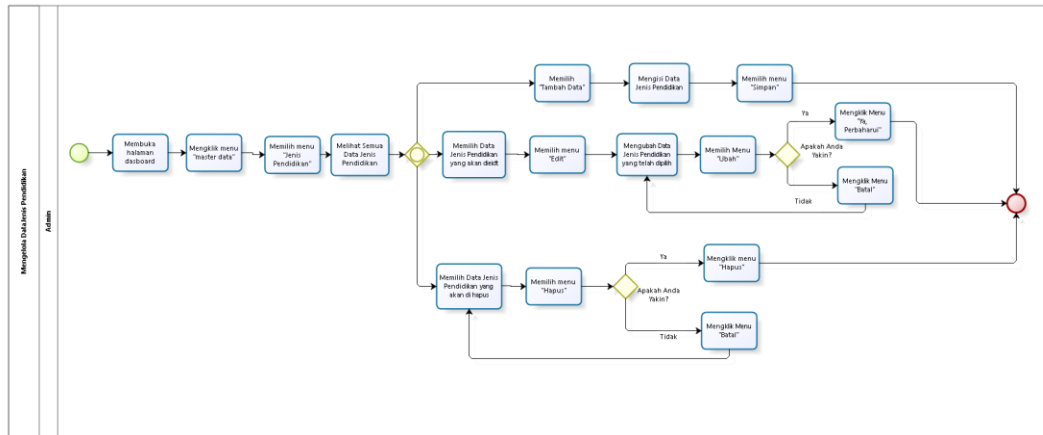 Mengelola Data Jenis Pendidikan
Admin
Membuka
halaman
dasboard
Mengklik menu
"master data"
Memilih menu
"Jenis
Pendidikan"
Melihat Semua
Data Jenis
Pendidikan
Memilih
"Tambah Data"
Mengisi Data
Jenis Pendidikan
Memilih menu
"Simpan"
Memilih Data
Jenis Pendidikan
yang akan dieidt
Memilih menu
"Edit"
Mengubah Data
Jenis Pendidikan
yang telah dipilih
Memilih Menu
"Ubah"
Apakah Anda
Yakin?
Ya
Mengklik Menu
"Ya,
Perbaharui"
Tidak
Mengklik Menu
"Batal"
Memilih Data Jenis
Pendidikan yang
akan di hapus
Memilih menu
"Hapus"
Apakah Anda
Yakin?
Ya
Mengklik menu
"Hapus"
Tidak
Mengklik Menu
"Batal"